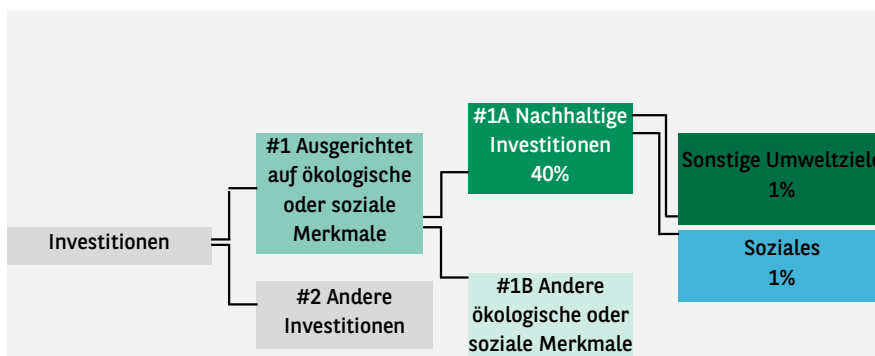 Investitionen
#1 Ausgerichtet
auf ökologische
oder soziale
Merkmale
#2 Andere
Investitionen
#1A Nachhaltige
Investitionen
40%
#1B Andere
ökologische oder
soziale Merkmale
Sonstige Umweltziele
1%
Soziales
1%